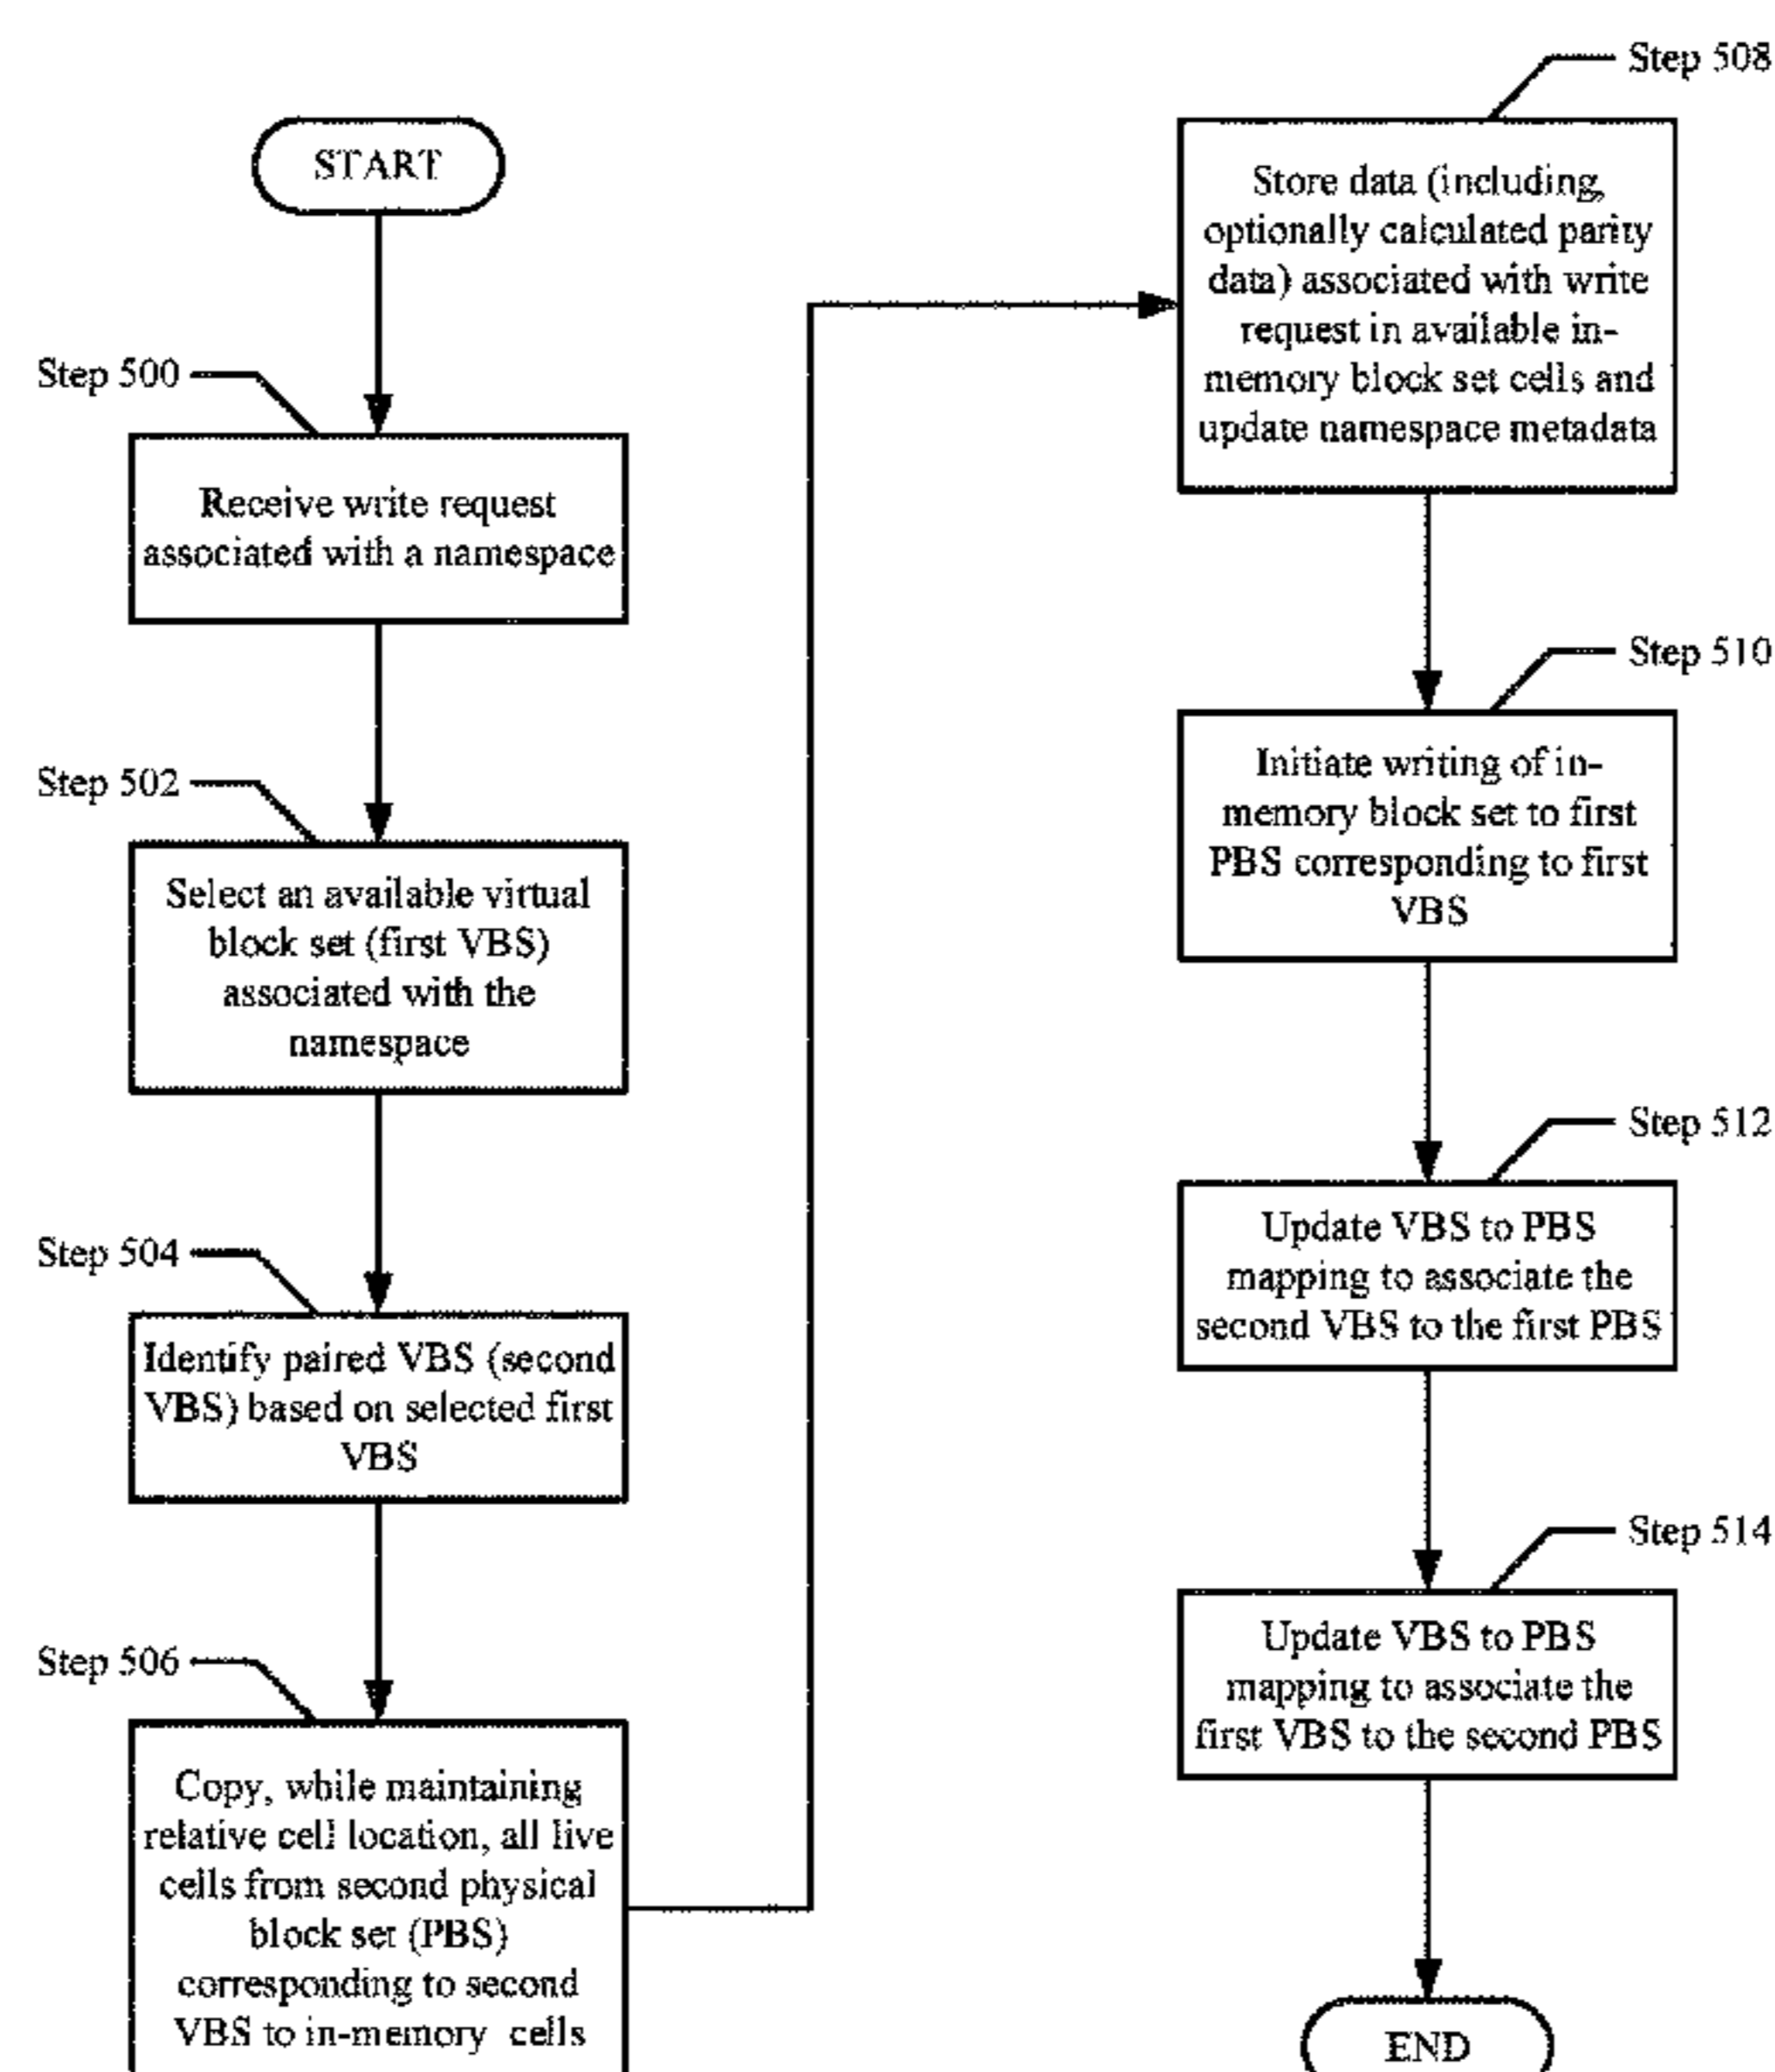 START
Step 500
Receive write request
associated with a namespace
Step 502
Select an available virtual
block set (first VBS)
associated with the
namespace
Step 504
Identify paired VBS (second
VBS) based on selected first
VBS
Step 506
Copy, while maintaining
relative cell location, all live
cells from second physical
block set (PBS)
corresponding to second
VBS to in-memory cells
Step 508
Store data (including,
optionally calculated parity
data) associated with write
request in available in-
memory block set cells and
update namespace metadata
Step 510
Initiate writing of in-
memory block set to first
PBS corresponding to first
VBS
Step 512
Update VBS to PBS
mapping to associate the
second VBS to the first PBS
Step 514
Update VBS to PBS
mapping to associate the
first VBS to the second PBS
END